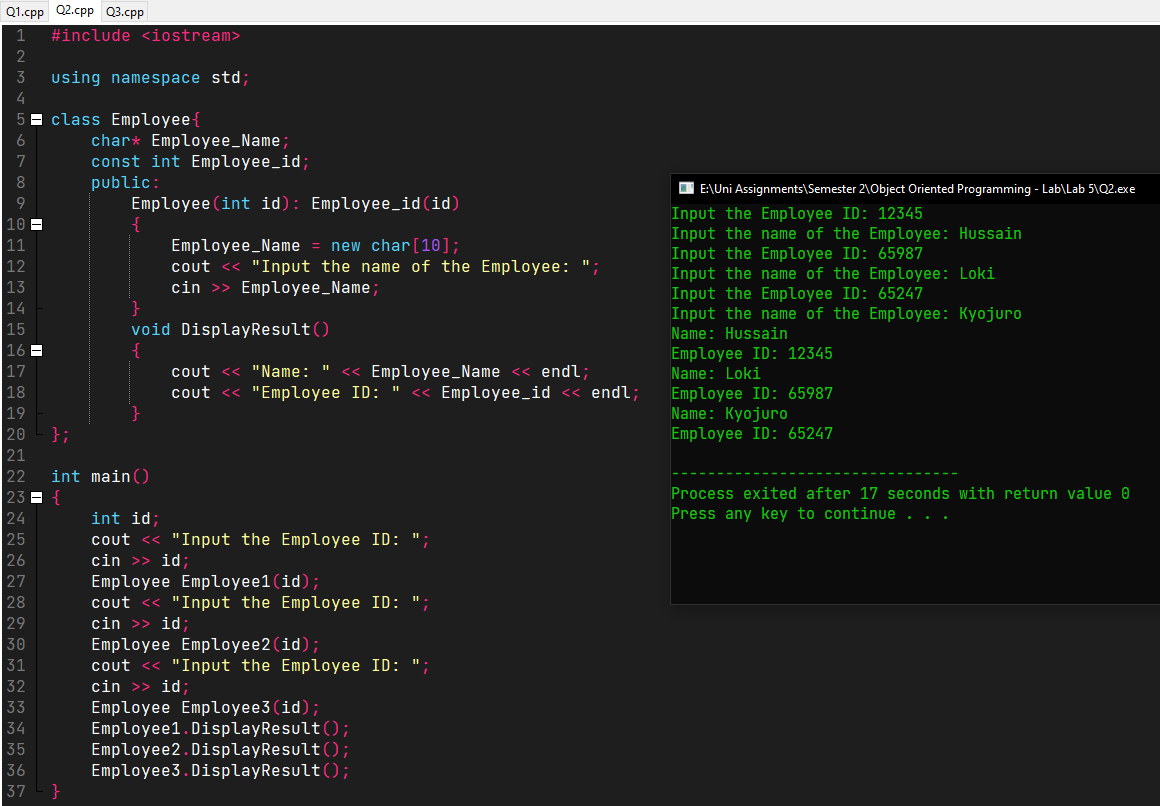 Q1.cpp Q2.cpp Q3.cpp
1 #include <iostream>
2
3 using namespace std;
4
5 class Employee{
6 char* Employee_Name;
7 const int Employee_id;
8 public:
9 Employee(int id): Employee_id(id)
10 {
11 Employee_Name = new char[10];
12 cout << "Input the name of the Employee: ";
13 cin >> Employee_Name;
14 }
15 void DisplayResult()
16 {
17 cout << "Name: " << Employee_Name << endl;
18 cout << "Employee ID: " << Employee_id << endl;
19 }
20 };
21
22 int main()
23 {
24 int id;
25 cout << "Input the Employee ID: ";
26 cin >> id;
27 Employee Employee1(id);
28 cout << "Input the Employee ID: ";
29 cin >> id;
30 Employee Employee2(id);
31 cout << "Input the Employee ID: ";
32 cin >> id;
33 Employee Employee3(id);
34 Employee1.DisplayResult();
35 Employee2.DisplayResult();
36 Employee3.DisplayResult();
37 }
E:\Uni Assignments\Semester 2\Object Oriented Programming - Lab\Lab 5\Q2.exe
Input the Employee ID: 12345
Input the name of the Employee: Hussain
Input the Employee ID: 65987
Input the name of the Employee: Loki
Input the Employee ID: 65247
Input the name of the Employee: Kyojuro
Name: Hussain
Employee ID: 12345
Name: Loki
Employee ID: 65987
Name: Kyojuro
Employee ID: 65247
--------------------------------
Process exited after 17 seconds with return value 0
Press any key to continue . . .